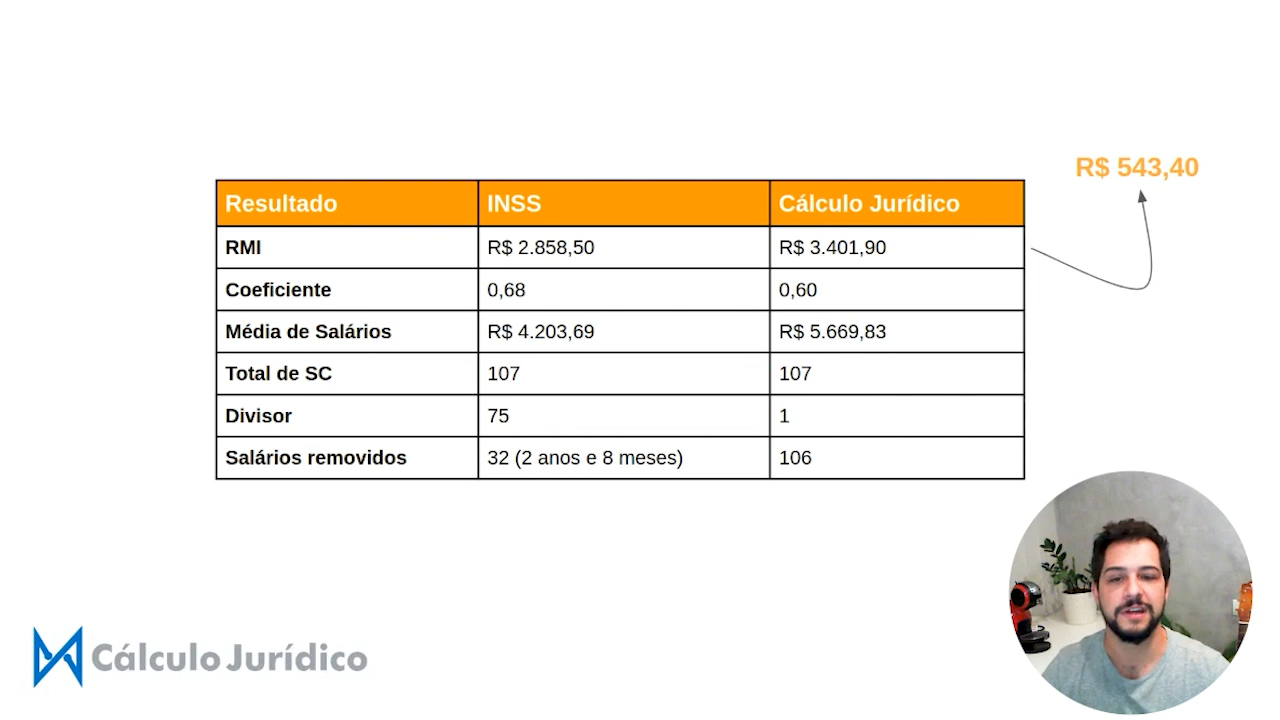 R$ 543,40
Resultado INSS Cálculo Jurídico
RMI R$ 2.858,50 R$ 3.401,90
Coeficiente 0,68 0,60
Média de Salários R$ 4.203,69 R$ 5.669,83
Total de SC 107 107
Divisor 75 1
Salários removidos 32 (2 anos e 8 meses) 106
Cálculo Jurídico